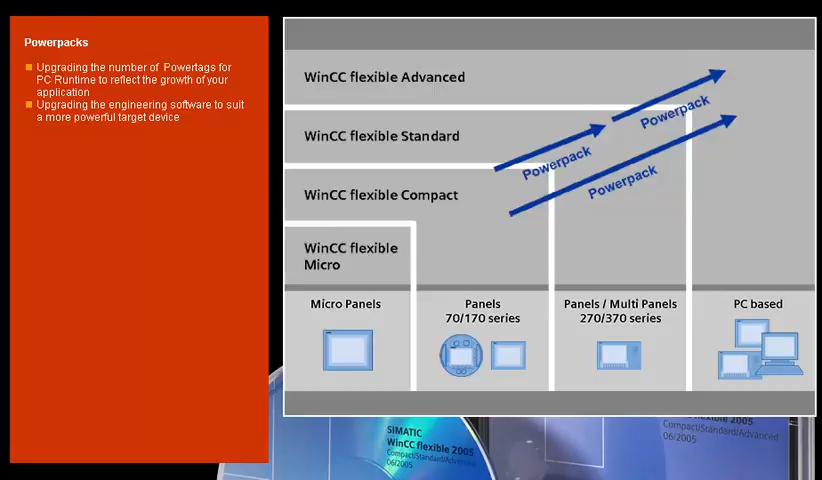 Powerpacks
Upgrading the number of Powertags for
PC Runtime to reflect the growth of your
application
Upgrading the engineering software to suit
a more powerful target device
WinCC flexible Advanced
WinCC flexible Standard
WinCC flexible Compact
WinCC flexible
Micro
Powerpack
Powerpack
Powerpack
Micro Panels
Panels
70/170 series
Panels / Multi Panels
270/370 series
PC based
SIMATIC
WinCC flexible 2005
Compact/Standard/Advanced
06/2005
flexible 2005
Compact/Standard/Advanced
06/2005